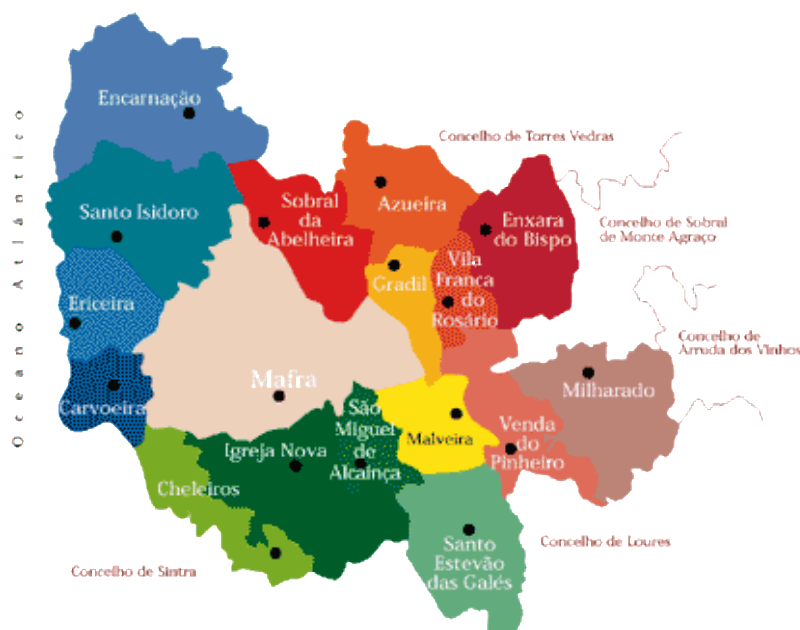 Encarnação
Oceano Atlântico
Concelho de Torres Vedras
Santo Isidoro
Sobral
da
Abelheira
Azueira
Enxara
do Bispo
Concelho de Sobral
de Monte Agraço
Vila
Franca
do
Rosário
Gradil
Ericeira
Concelho de
Arruda dos Vinhos
Mafra
Milharado
Carvoeira
São
Miguel
de
Alcainça
Malveira
Venda
do
Pinheiro
Igreja Nova
Cheleiros
Santo
Estevão
das Galés
Concelho de Loures
Concelho de Sintra